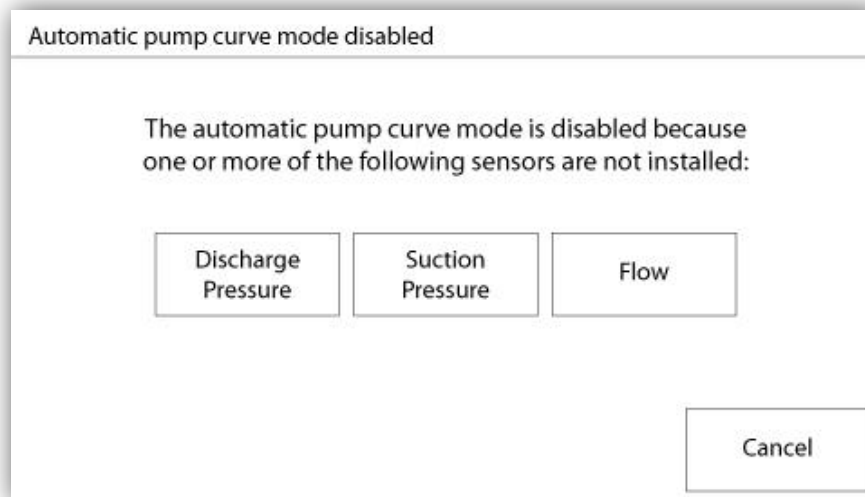 Automatic pump curve mode disabled
The automatic pump curve mode is disabled because
one or more of the following sensors are not installed:
Discharge
Pressure
Suction
Pressure
Flow
Cancel